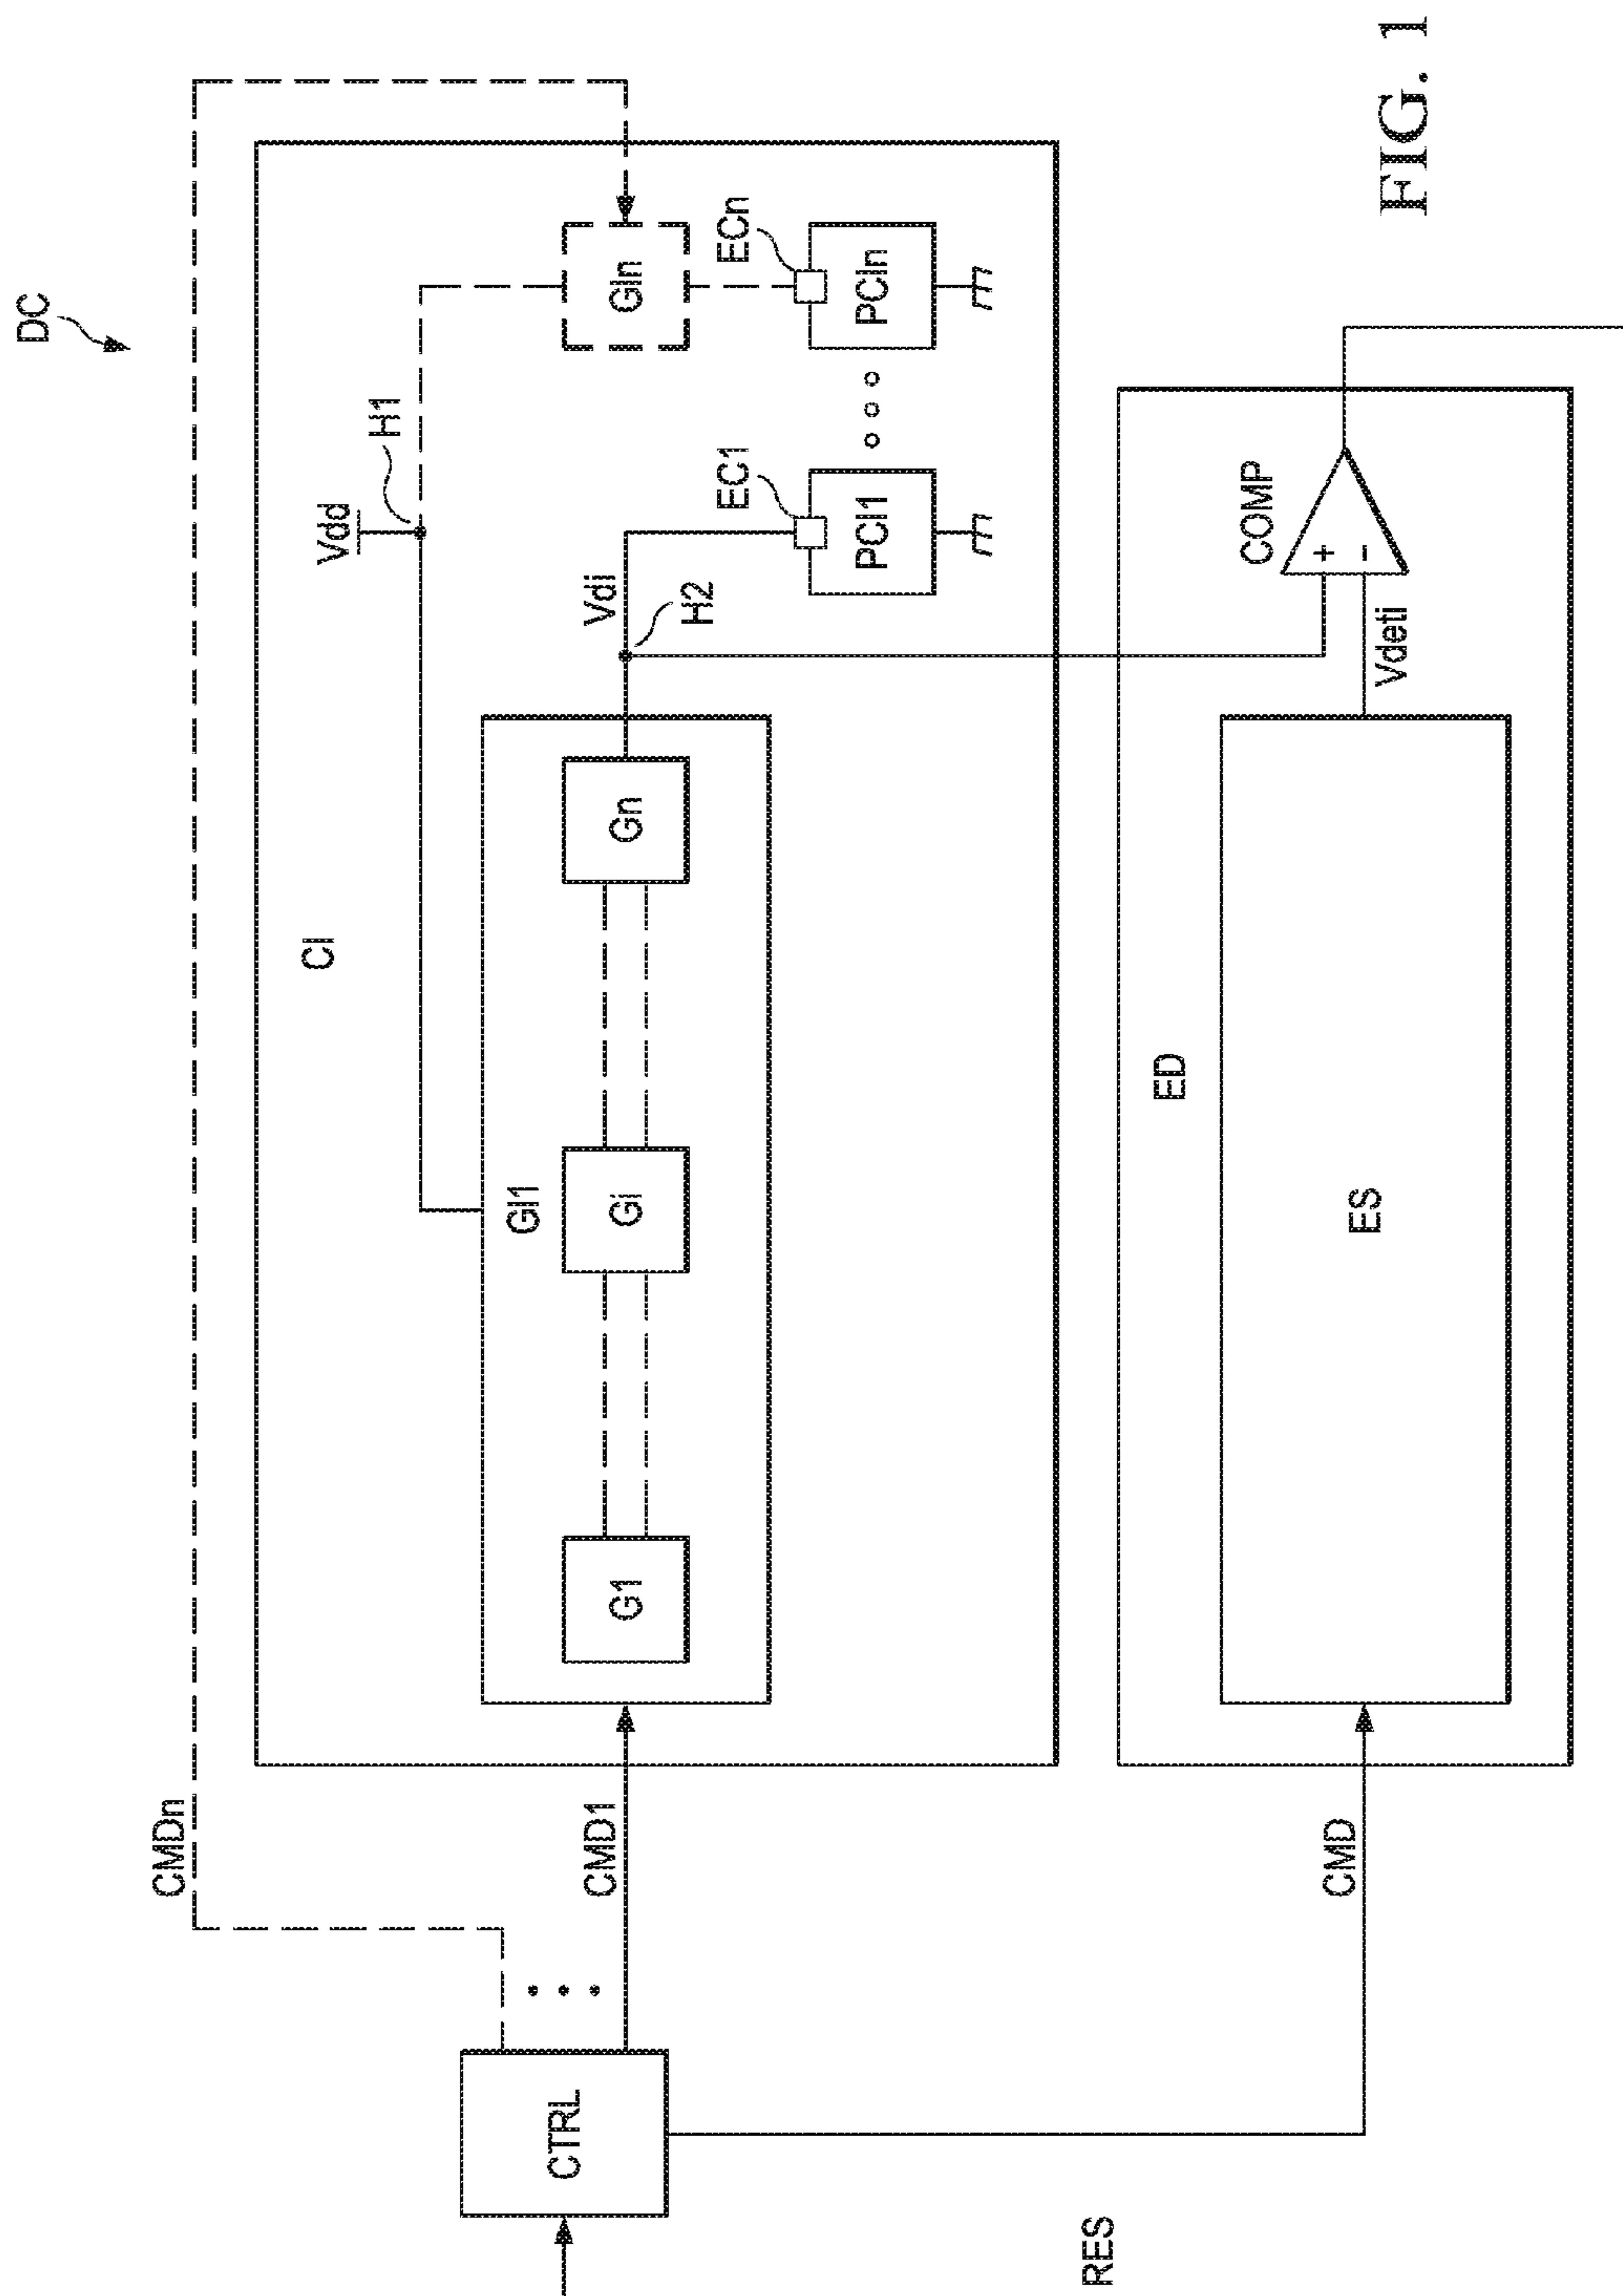 DC
CMDn
Vdd
H1
CI
GI1
G1
Gi
Gn
GIn
Vdi
H2
EC1
ECn
PCI1
PCIn
CTRL
CMD1
CMD
ED
ES
COMP
+
-
Vdeti
RES
FIG. 1